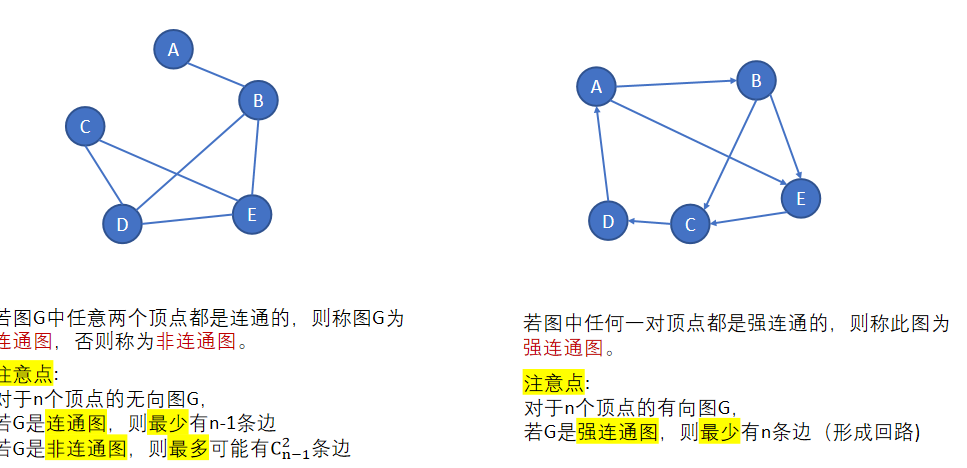 A
B
C
D
E
A
B
C
D
E
若图G中任意两个顶点都是连通的，则称图G为
连通图，否则称为非连通图。
注意点:
对于n个顶点的无向图G,
若G是连通图，则最少有n-1条边
若G是非连通图，则最多可能有C²ₙ₋₁条边
若图中任何一对顶点都是强连通的，则称此图为
强连通图。
注意点:
对于n个顶点的有向图G,
若G是强连通图，则最少有n条边（形成回路)